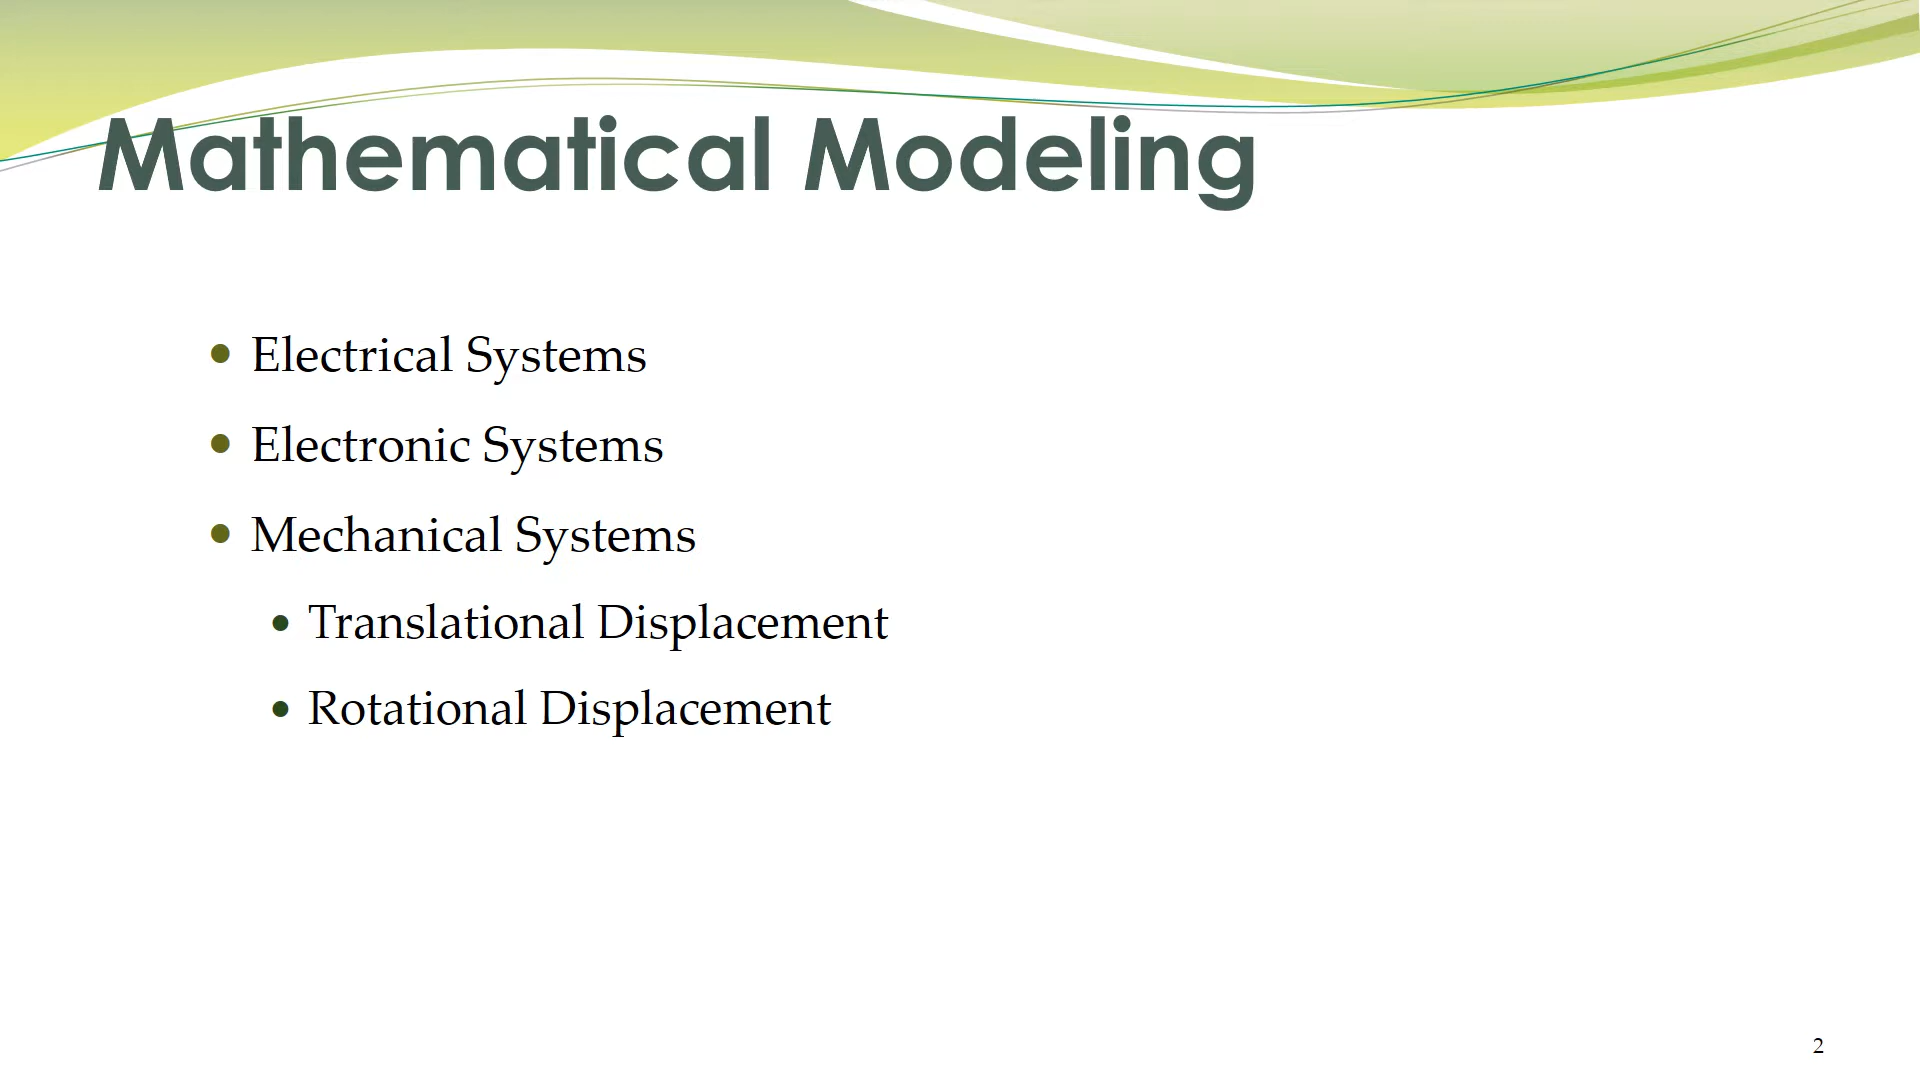 Mathematical Modeling
• Electrical Systems
• Electronic Systems
• Mechanical Systems
• Translational Displacement
• Rotational Displacement
2